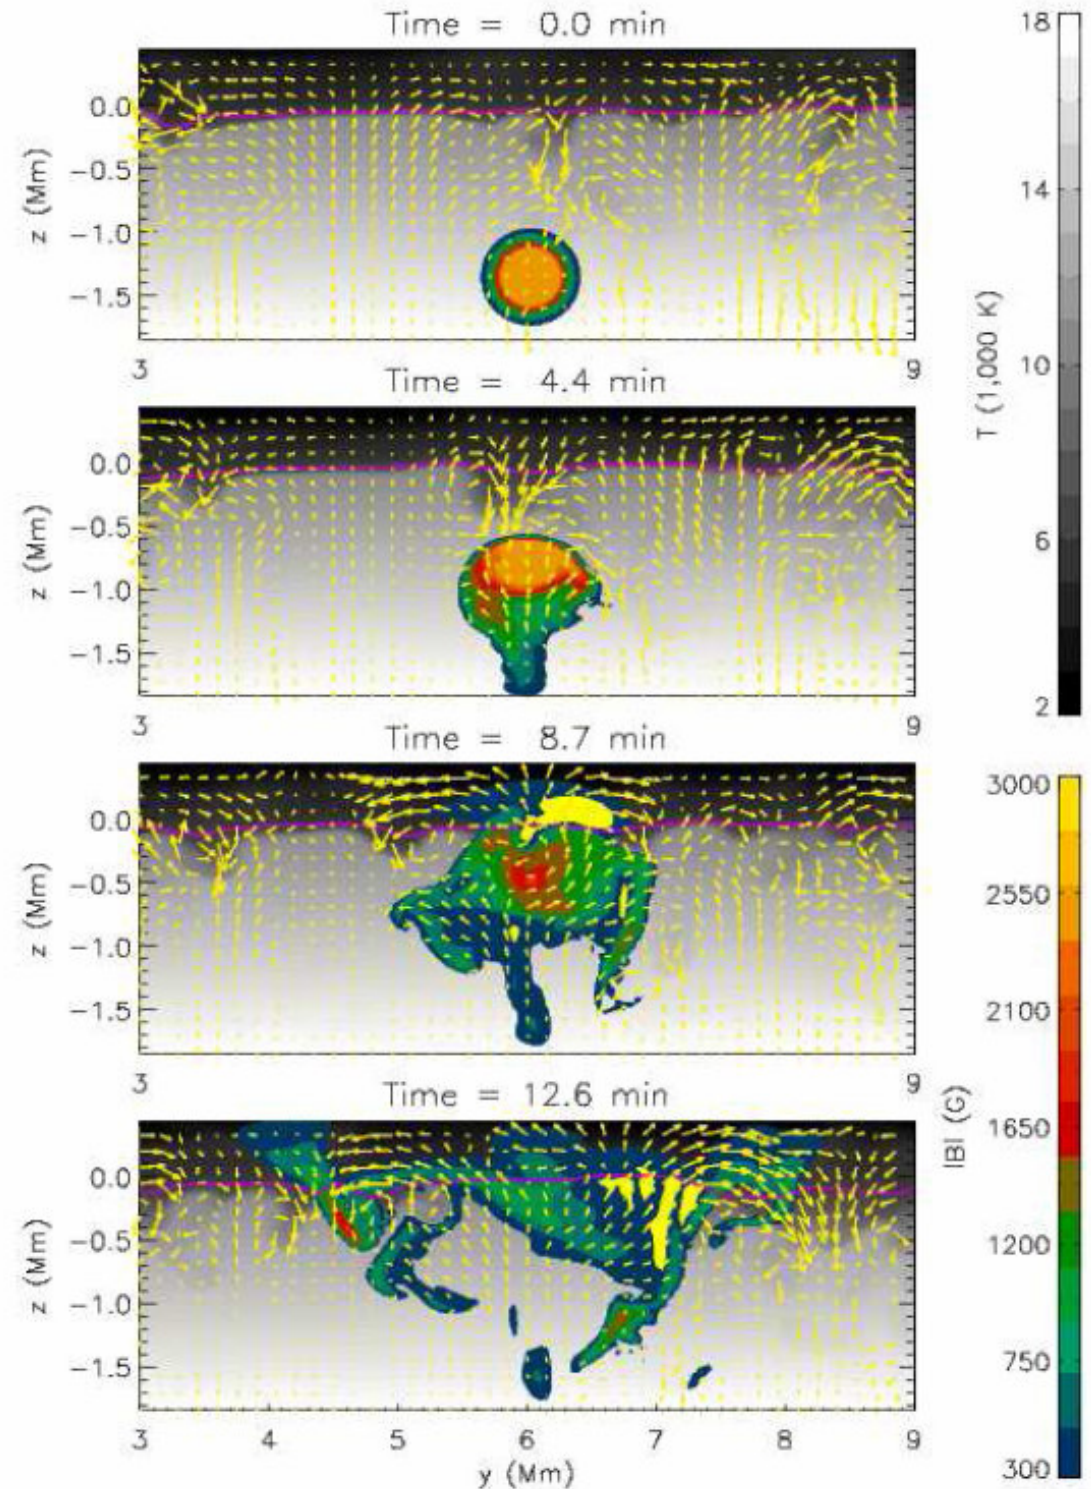 Time = 0.0 min
0.0
−0.5
−1.0
−1.5
z (Mm)
3
9
Time = 4.4 min
0.0
−0.5
−1.0
−1.5
z (Mm)
3
9
Time = 8.7 min
0.0
−0.5
−1.0
−1.5
z (Mm)
3
9
Time = 12.6 min
0.0
−0.5
−1.0
−1.5
z (Mm)
3 4 5 6 7 8 9
y (Mm)
18
14
10
6
2
T (1,000 K)
3000
2550
2100
1650
1200
750
300
|B| (G)